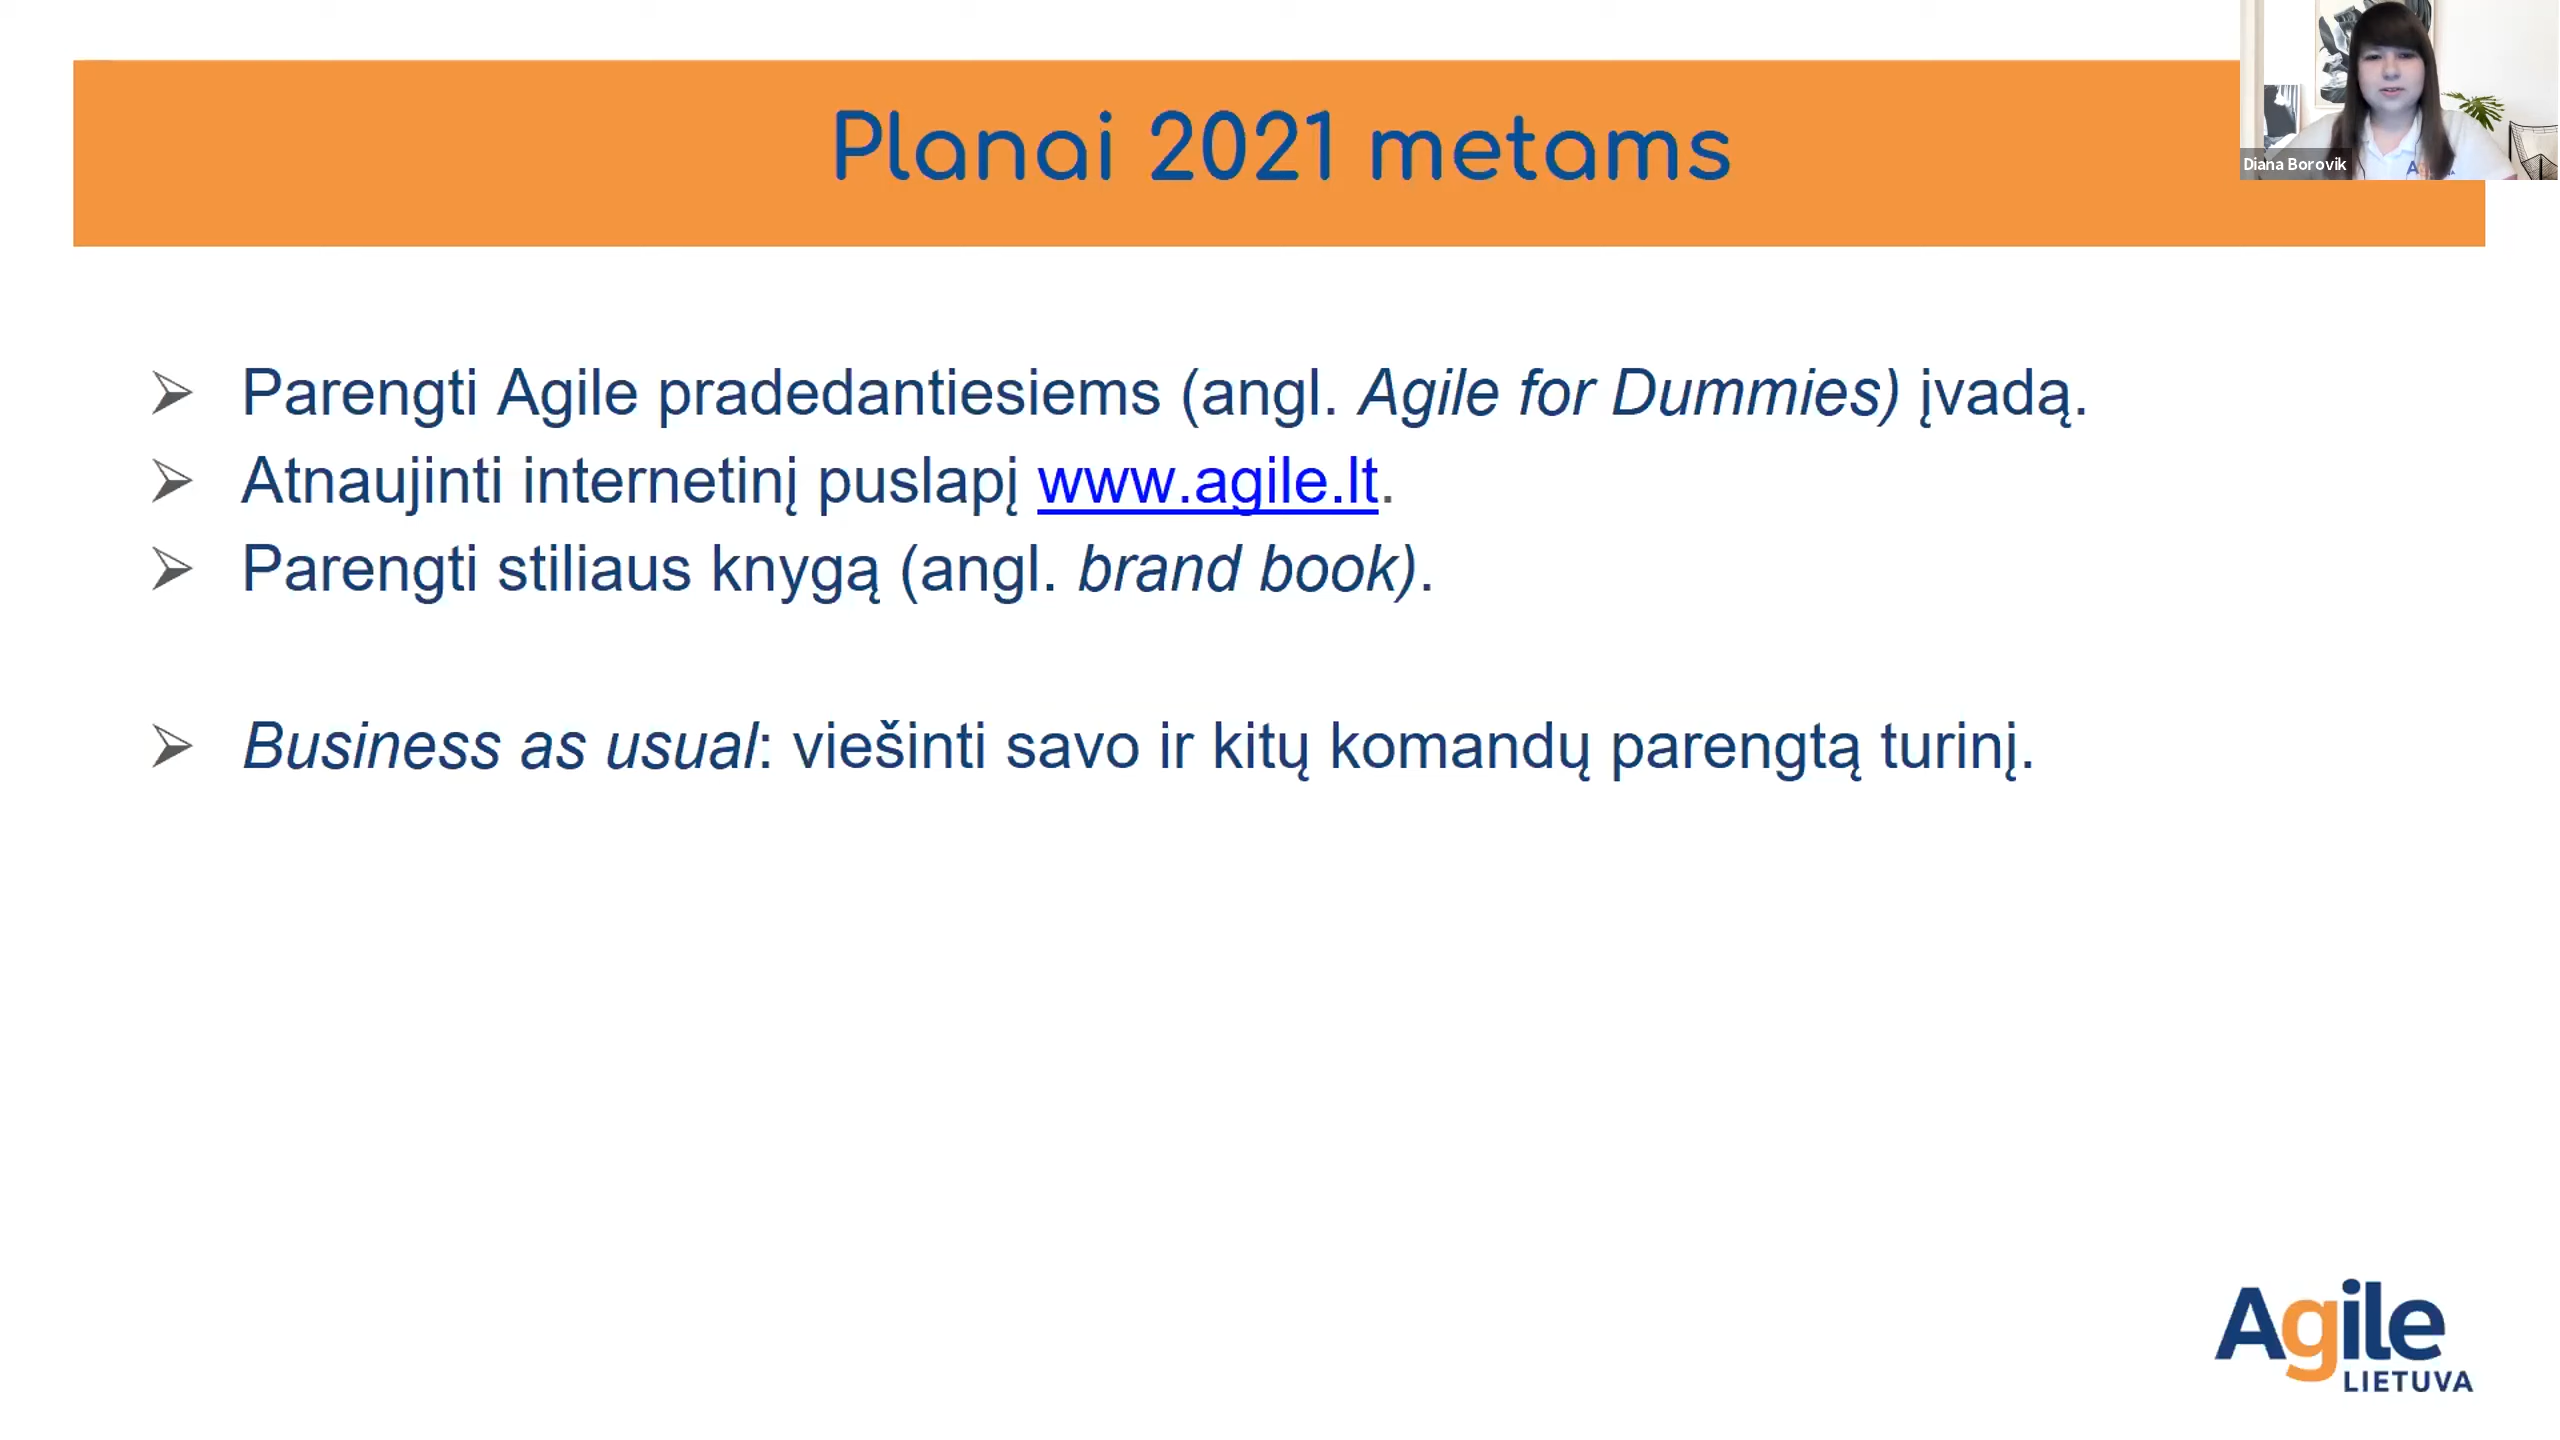 Planai 2021 metams
Diana Borovik
Parengti Agile pradedantiesiems (angl. Agile for Dummies) įvadą.
Atnaujinti internetinį puslapį www.agile.lt.
Parengti stiliaus knygą (angl. brand book).
Business as usual: viešinti savo ir kitų komandų parengtą turinį.
Agile
LIETUVA